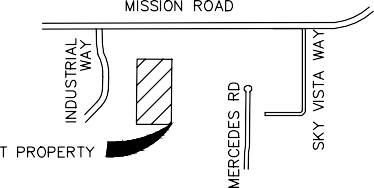 MISSION ROAD
INDUSTRIAL
WAY
SKY VISTA WAY
MERCEDES RD
T PROPERTY